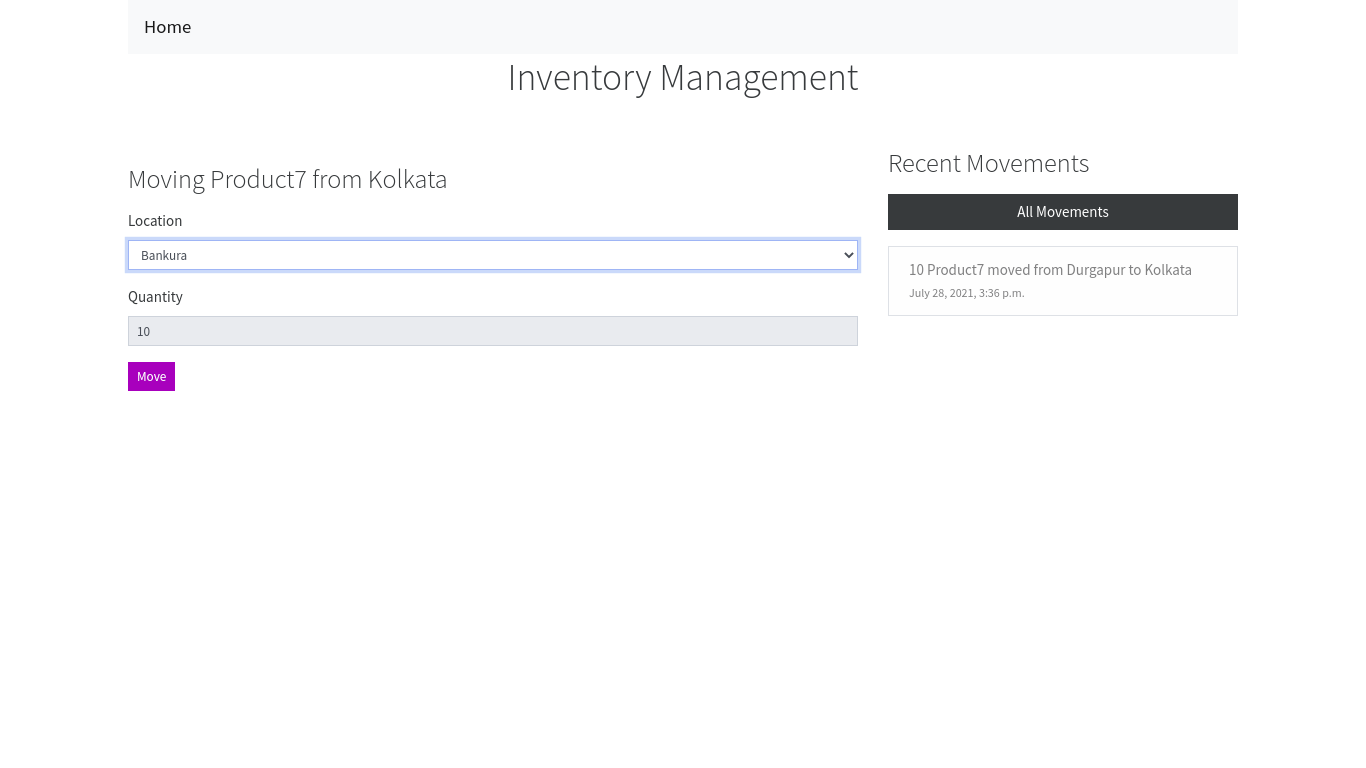 Home
Inventory Management
Moving Product7 from Kolkata
Location
Bankura
Quantity
10
Move
Recent Movements
All Movements
10 Product7 moved from Durgapur to Kolkata
July 28, 2021, 3:36 p.m.